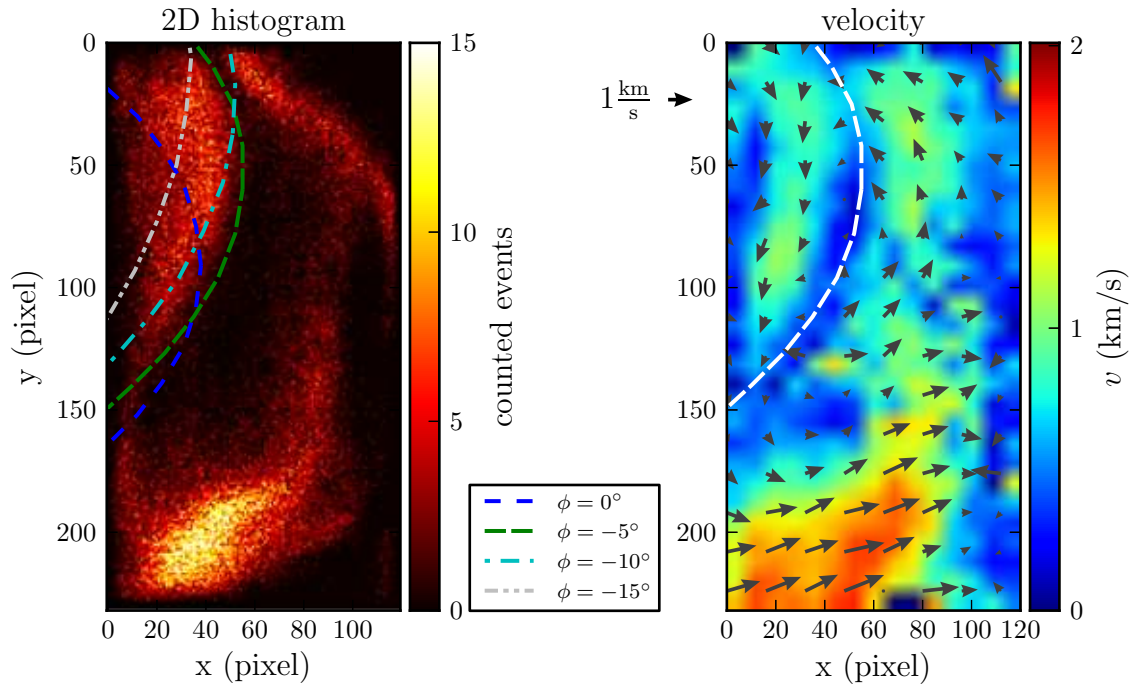 2D histogram
0
50
100
150
200
0 20 40 60 80 100
x (pixel)
y (pixel)
15
10
5
0
counted events
ϕ = 0°
ϕ = −5°
ϕ = −10°
ϕ = −15°
velocity
1 km/s
0
50
100
150
200
0 20 40 60 80 100 120
x (pixel)
2
1
0
v (km/s)